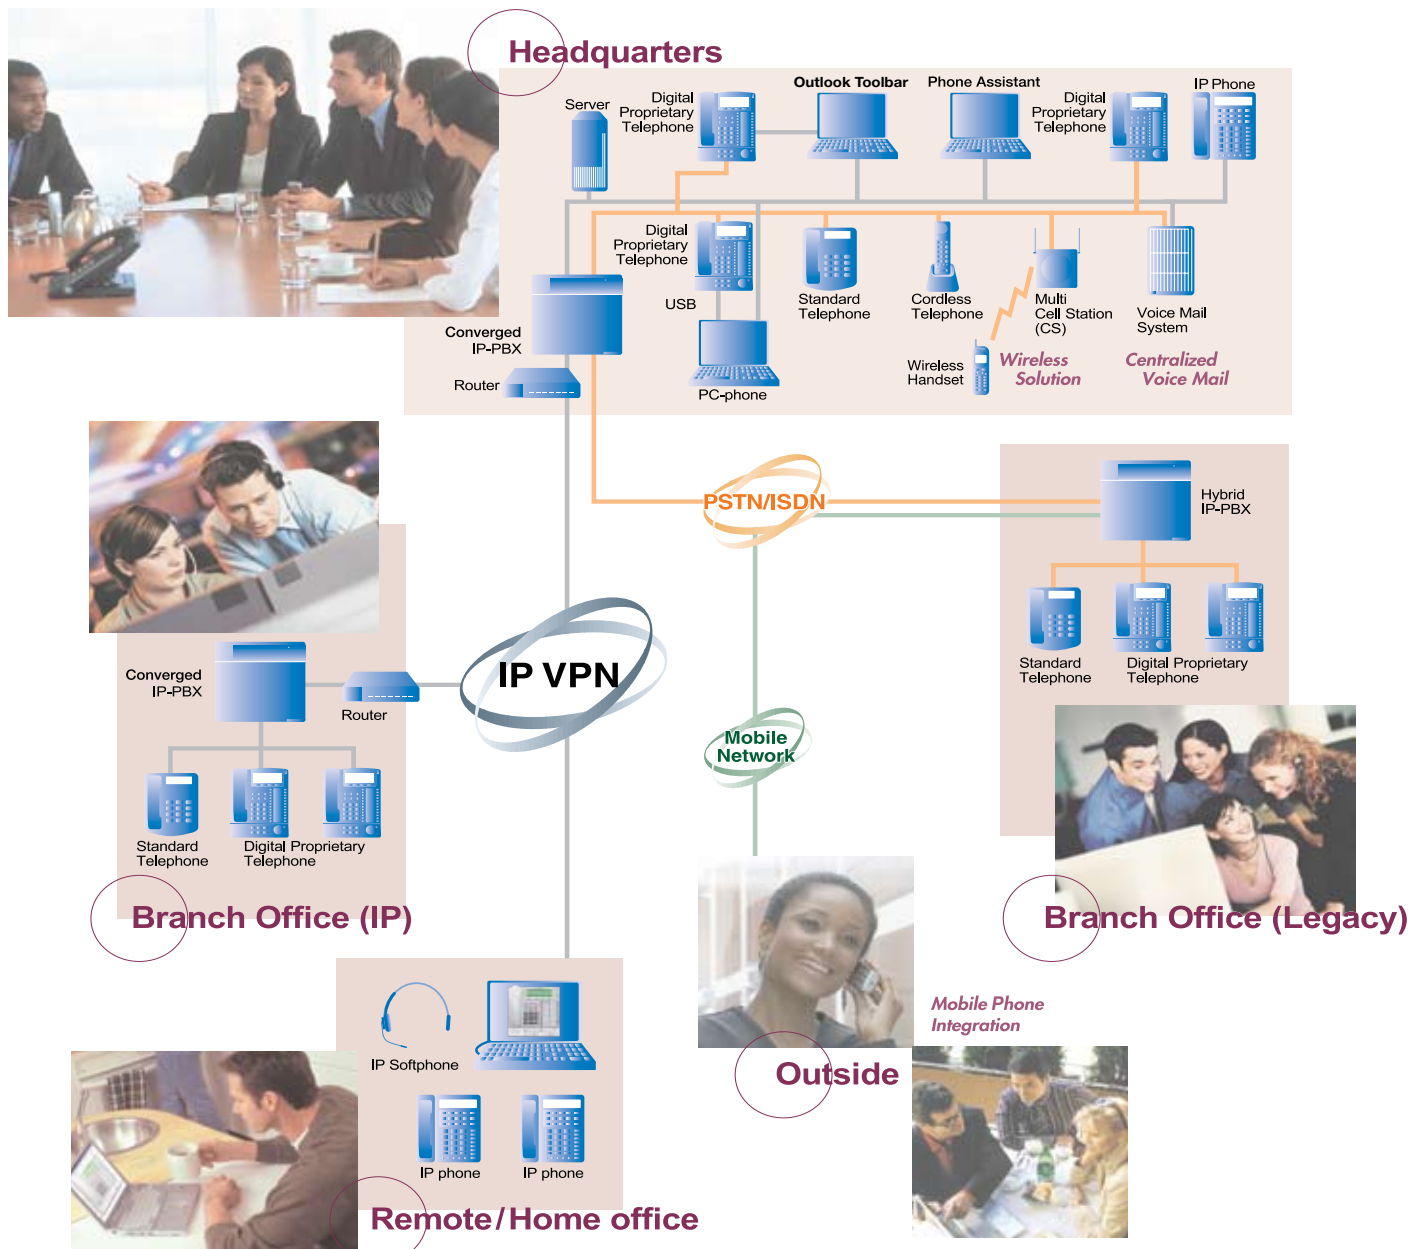 Headquarters
Server
Digital
Proprietary
Telephone
Outlook Toolbar
Phone Assistant
Digital
Proprietary
Telephone
IP Phone
Digital
Proprietary
Telephone
USB
Standard
Telephone
Cordless
Telephone
Multi
Cell Station
(CS)
Voice Mail
System
Converged
IP-PBX
Router
PC-phone
Wireless
Handset
Wireless
Solution
Centralized
Voice Mail
PSTN/ISDN
Hybrid
IP-PBX
Standard
Telephone
Digital Proprietary
Telephone
Branch Office (Legacy)
Converged
IP-PBX
Router
IP VPN
Mobile
Network
Standard
Telephone
Digital Proprietary
Telephone
Branch Office (IP)
IP Softphone
IP phone
IP phone
Remote/Home office
Outside
Mobile Phone
Integration